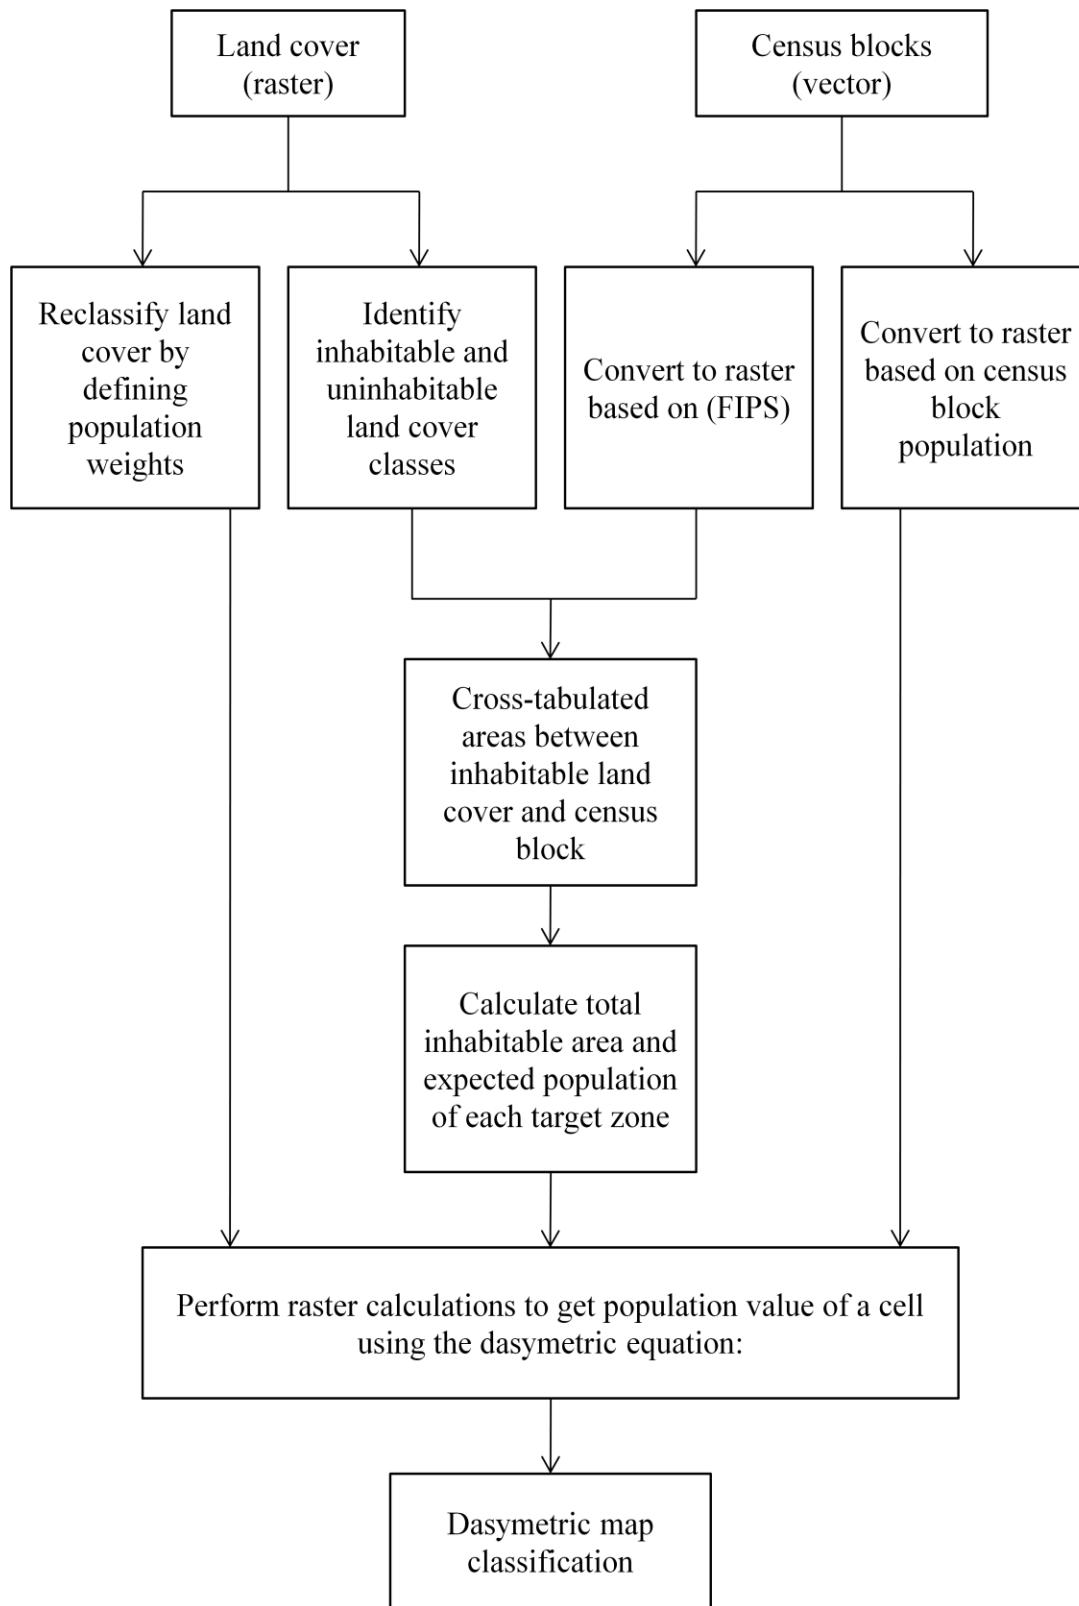 Land cover
(raster)
Census blocks
(vector)
Reclassify land
cover by
defining
population
weights
Identify
inhabitable and
uninhabitable
land cover
classes
Convert to raster
based on (FIPS)
Convert to raster
based on census
block
population
Cross-tabulated
areas between
inhabitable land
cover and census
block
Calculate total
inhabitable area and
expected population
of each target zone
Perform raster calculations to get population value of a cell
using the dasymetric equation:
Dasymetric map
classification